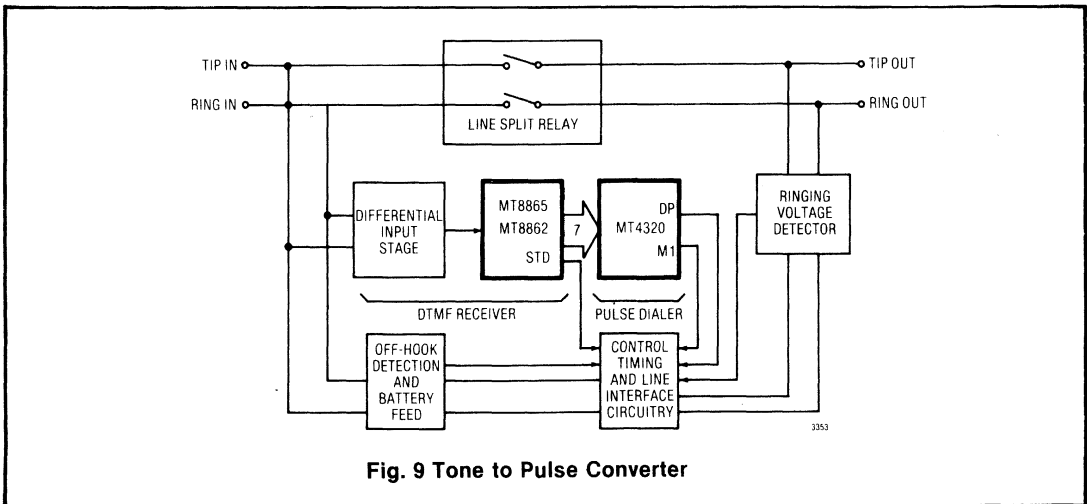 TIP IN
TIP OUT
RING IN
RING OUT
LINE SPLIT RELAY
DIFFERENTIAL
INPUT
STAGE
MT8865
MT8862
STD
7
DP
MT4320
M1
RINGING
VOLTAGE
DETECTOR
DTMF RECEIVER
PULSE DIALER
OFF-HOOK
DETECTION
AND
BATTERY
FEED
CONTROL
TIMING
AND LINE
INTERFACE
CIRCUITRY
3353
Fig. 9 Tone to Pulse Converter